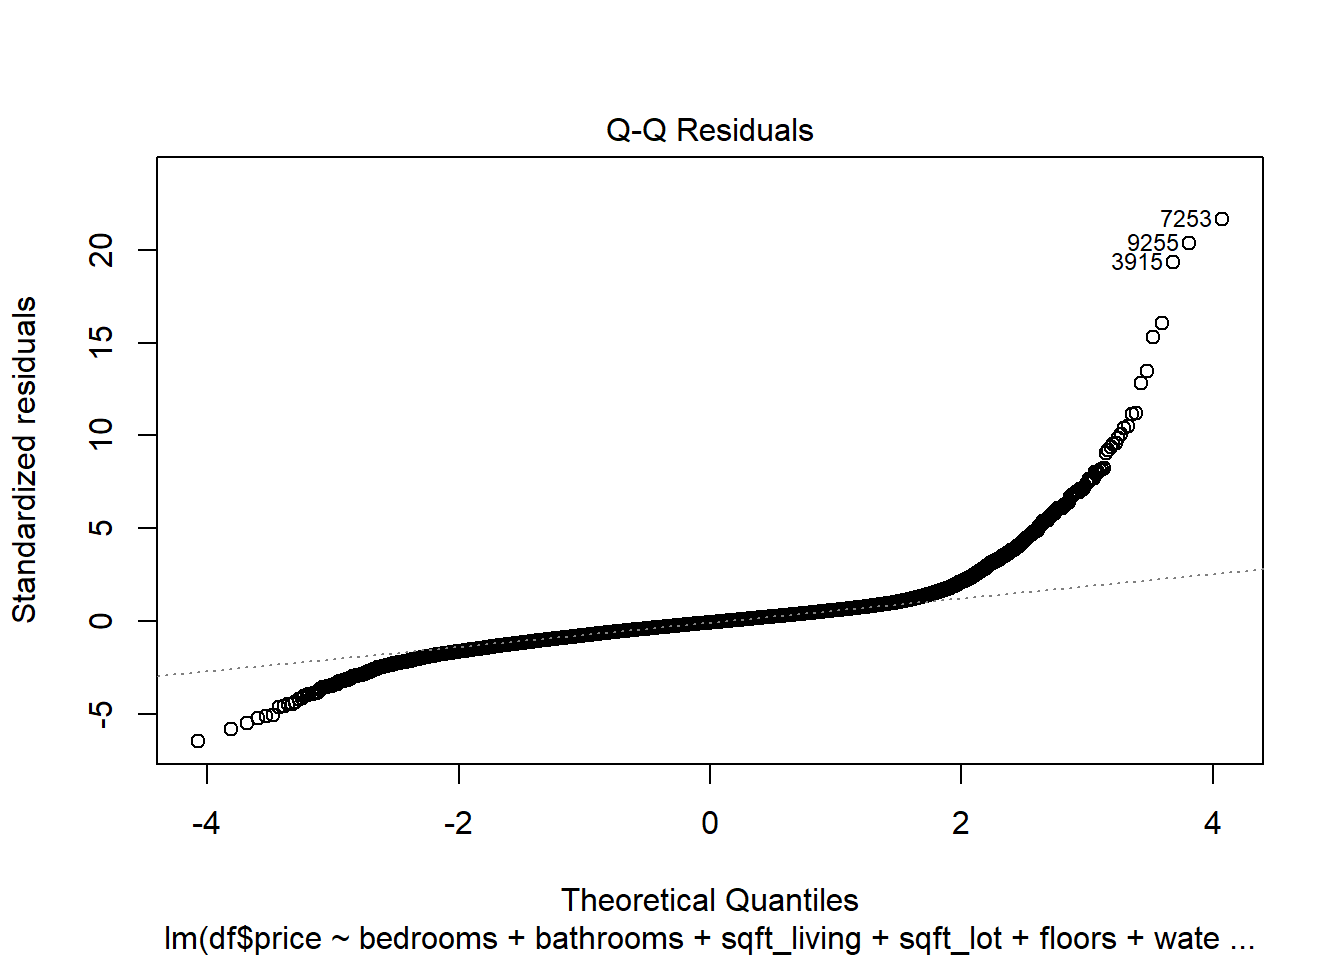 Q-Q Residuals
7253
9255
3915
20
15
10
5
0
-5
Standardized residuals
-4 -2 0 2 4
Theoretical Quantiles
lm(df$price ~ bedrooms + bathrooms + sqft_living + sqft_lot + floors + wate ...